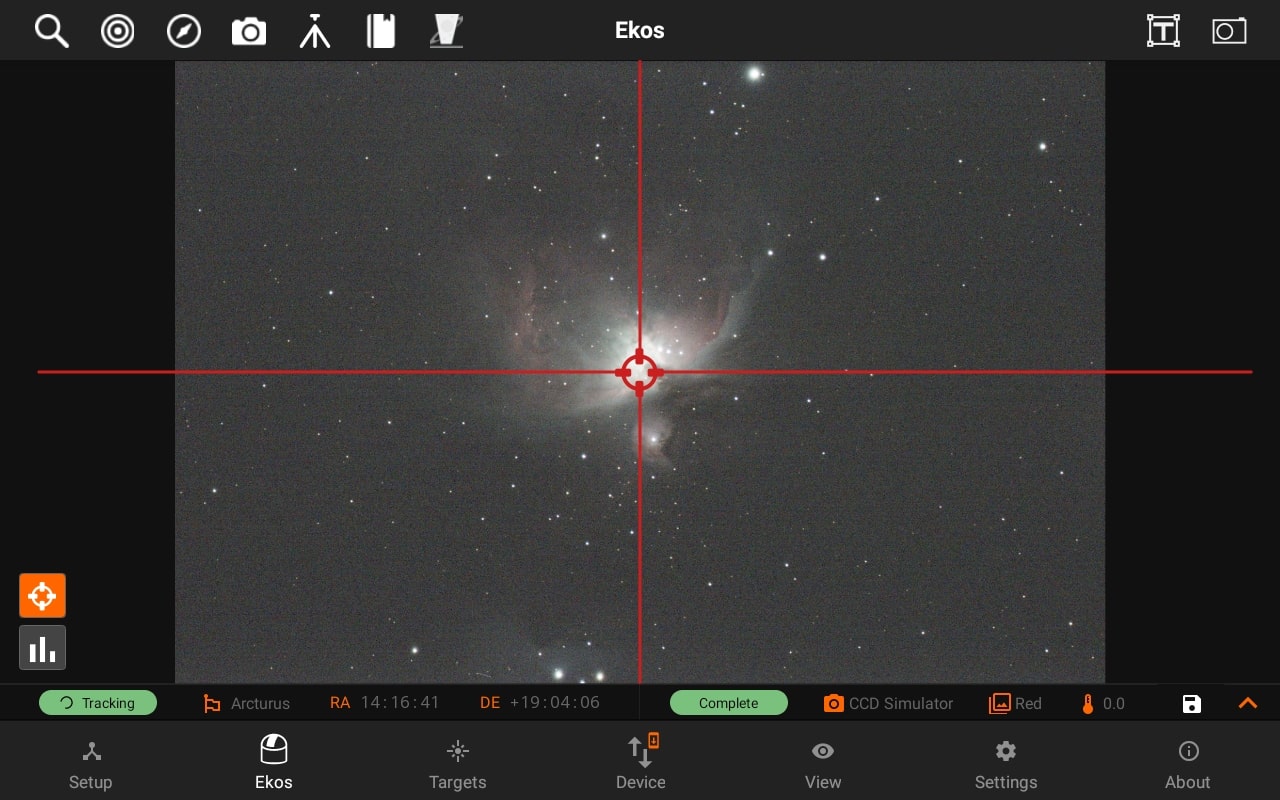 Ekos
T
Tracking Arcturus RA 14:16:41 DE +19:04:06 Complete CCD Simulator Red 0.0
Setup Ekos Targets Device View Settings About